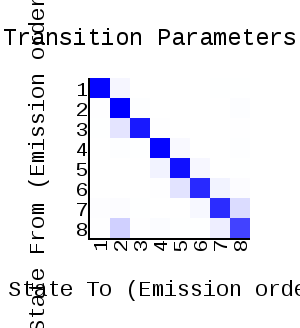 Transition Parameters
State From (Emission order
1
2
3
4
5
6
7
8
1 2 3 4 5 6 7 8
State To (Emission orde